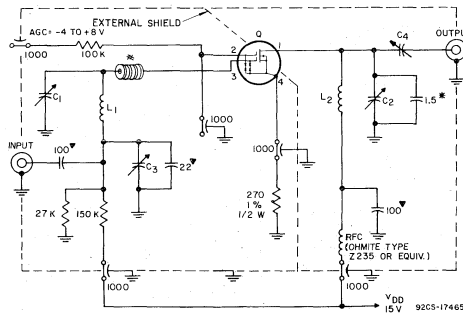 EXTERNAL SHIELD
AGC= -4 TO +8 V
1000
100K
*
Q
1
2
3
4
C4
OUTPUT
C1
L1
1000
L2
C2
1.5*
INPUT
100▼
C3
22▼
1000
27 K
150 K
270
1%
1/2 W
100▼
RFC
(OHMITE TYPE
Z235 OR EQUIV.)
1000
1000
VDD
15 V
92CS-17465